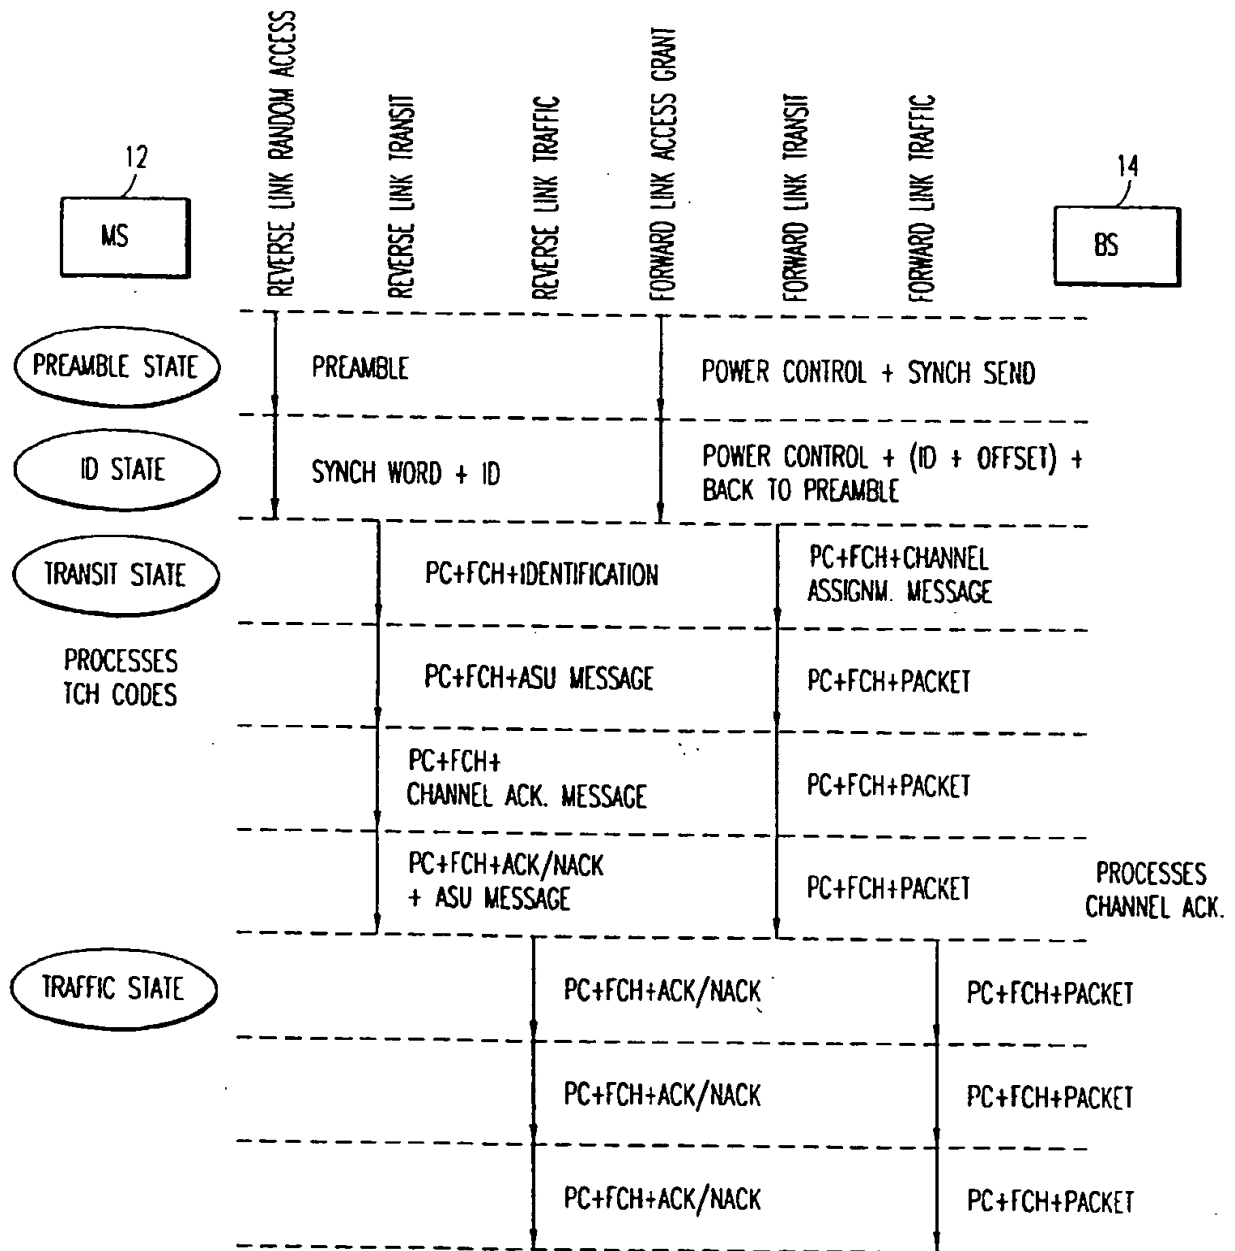 REVERSE LINK RANDOM ACCESS
REVERSE LINK TRANSIT
REVERSE LINK TRAFFIC
FORWARD LINK ACCESS GRANT
FORWARD LINK TRANSIT
FORWARD LINK TRAFFIC
12
MS
14
BS
PREAMBLE STATE
PREAMBLE
POWER CONTROL + SYNCH SEND
ID STATE
SYNCH WORD + ID
POWER CONTROL + (ID + OFFSET) +
BACK TO PREAMBLE
TRANSIT STATE
PC+FCH+IDENTIFICATION
PC+FCH+CHANNEL
ASSIGNM. MESSAGE
PROCESSES
TCH CODES
PC+FCH+ASU MESSAGE
PC+FCH+PACKET
PC+FCH+
CHANNEL ACK. MESSAGE
PC+FCH+PACKET
PC+FCH+ACK/NACK
+ ASU MESSAGE
PC+FCH+PACKET
PROCESSES
CHANNEL ACK.
TRAFFIC STATE
PC+FCH+ACK/NACK
PC+FCH+PACKET
PC+FCH+ACK/NACK
PC+FCH+PACKET
PC+FCH+ACK/NACK
PC+FCH+PACKET